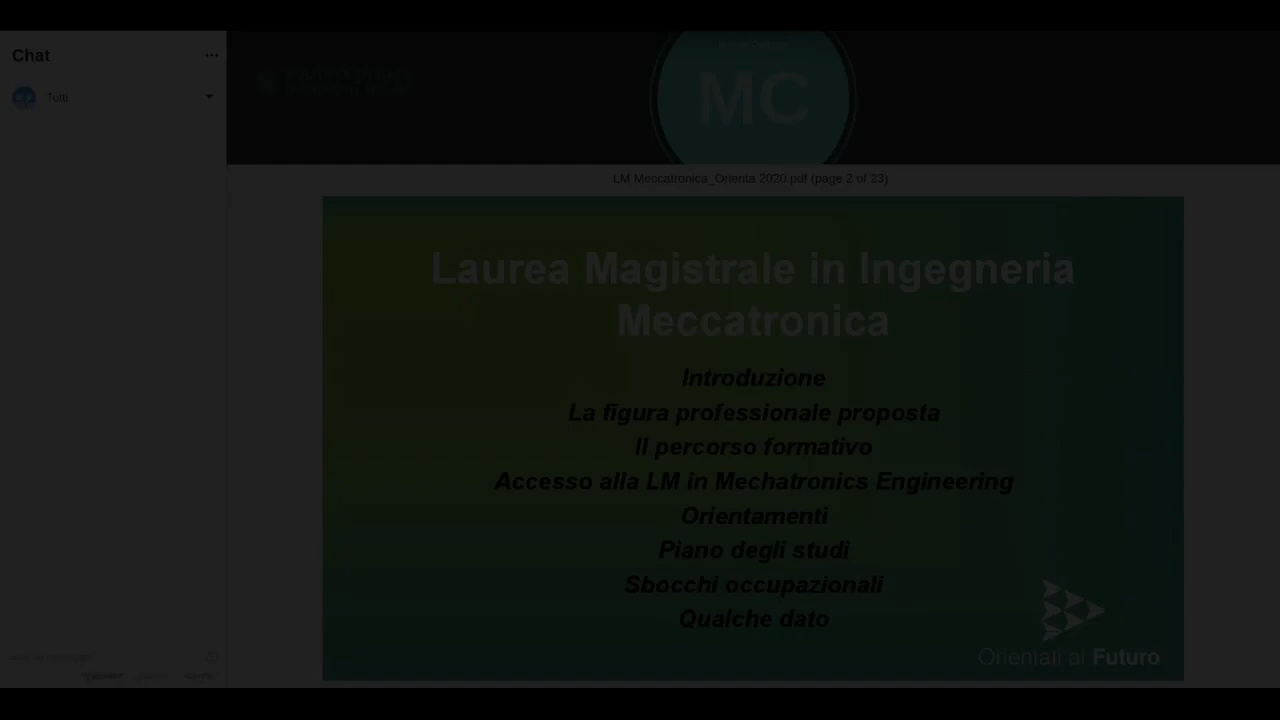 Chat
Tutti
MC
LM Meccatronica_Orienta 2020.pdf (page 2 of 23)
Laurea Magistrale in Ingegneria
Meccatronica
Introduzione
La figura professionale proposta
Il percorso formativo
Accesso alla LM in Mechatronics Engineering
Orientamenti
Piano degli studi
Sbocchi occupazionali
Qualche dato
Orientati al Futuro